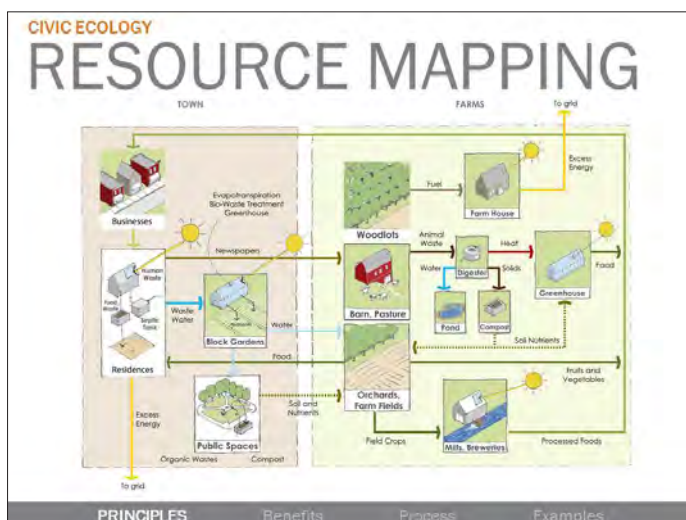 CIVIC ECOLOGY
RESOURCE MAPPING
TOWN
FARMS
To grid
Excess
Energy
Businesses
Evapotranspiration
Bio-Waste Treatment
Greenhouse
Woodlots
Fuel
Farm House
Newspapers
Human
Waste
Food
Waste
Septic
Tank
Residences
Waste
Water
Block Gardens
Water
Barn, Pasture
Animal
Waste
Digester
Heat
Water
Solids
Pond
Compost
Greenhouse
Food
Soil Nutrients
Food
Orchards,
Farm Fields
Fruits and
Vegetables
Public Spaces
Soil and
Nutrients
Excess
Energy
Organic Wastes
Compost
Field Crops
Mills, Breweries
Processed Foods
To grid
PRINCIPLES
Benefits
Process
Examples